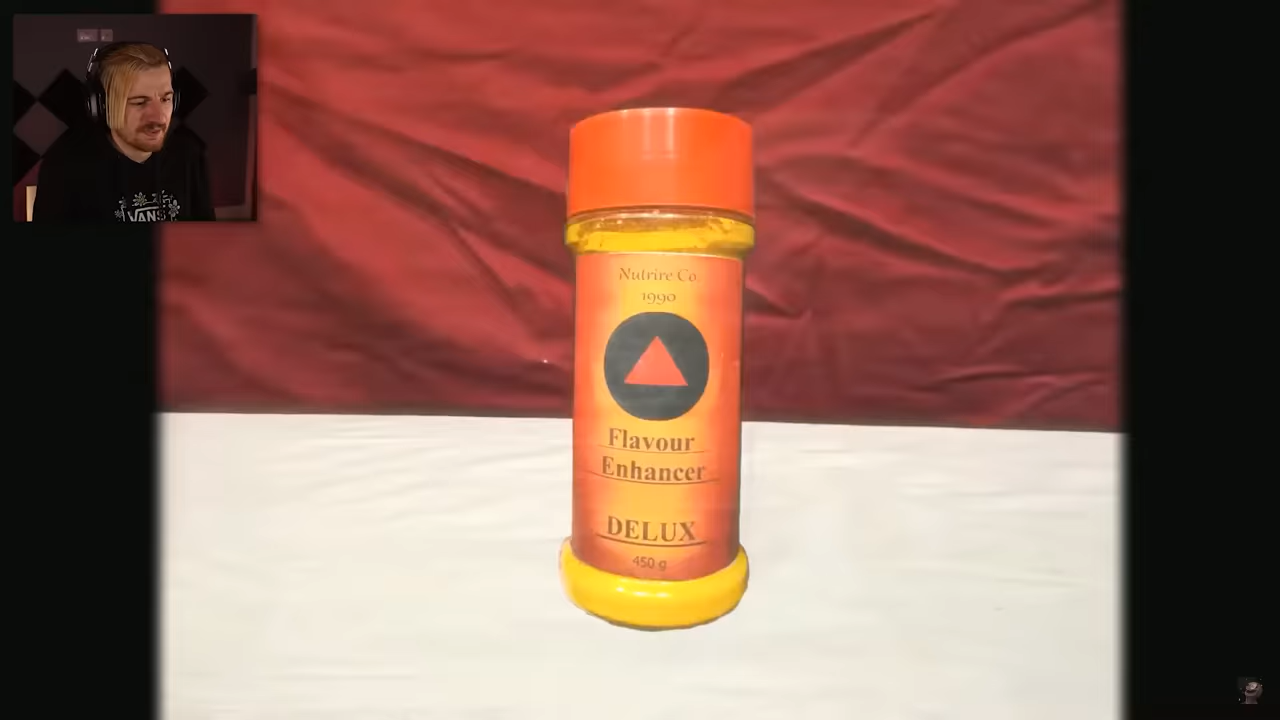 Nutrire Co.
1990
Flavour
Enhancer
DELUX
450 g
VANS